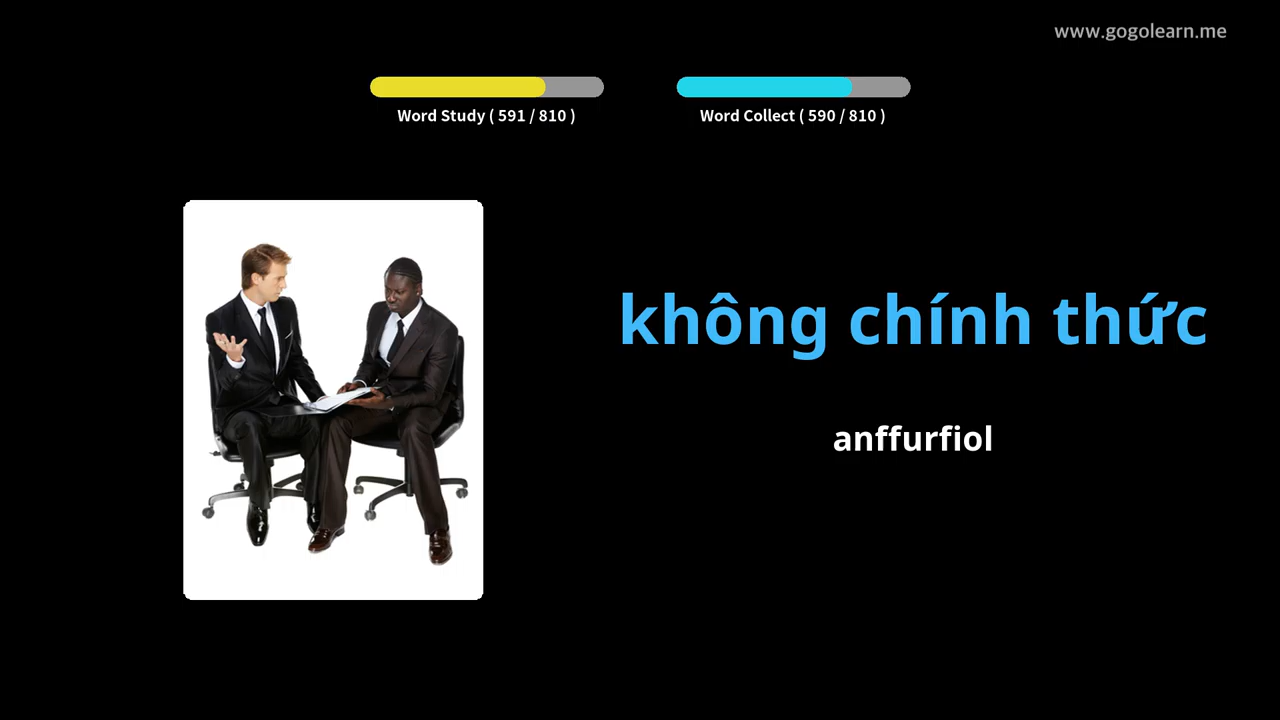 www.gogolearn.me
Word Study ( 591 / 810 )
Word Collect ( 590 / 810 )
không chính thức
anffurfiol